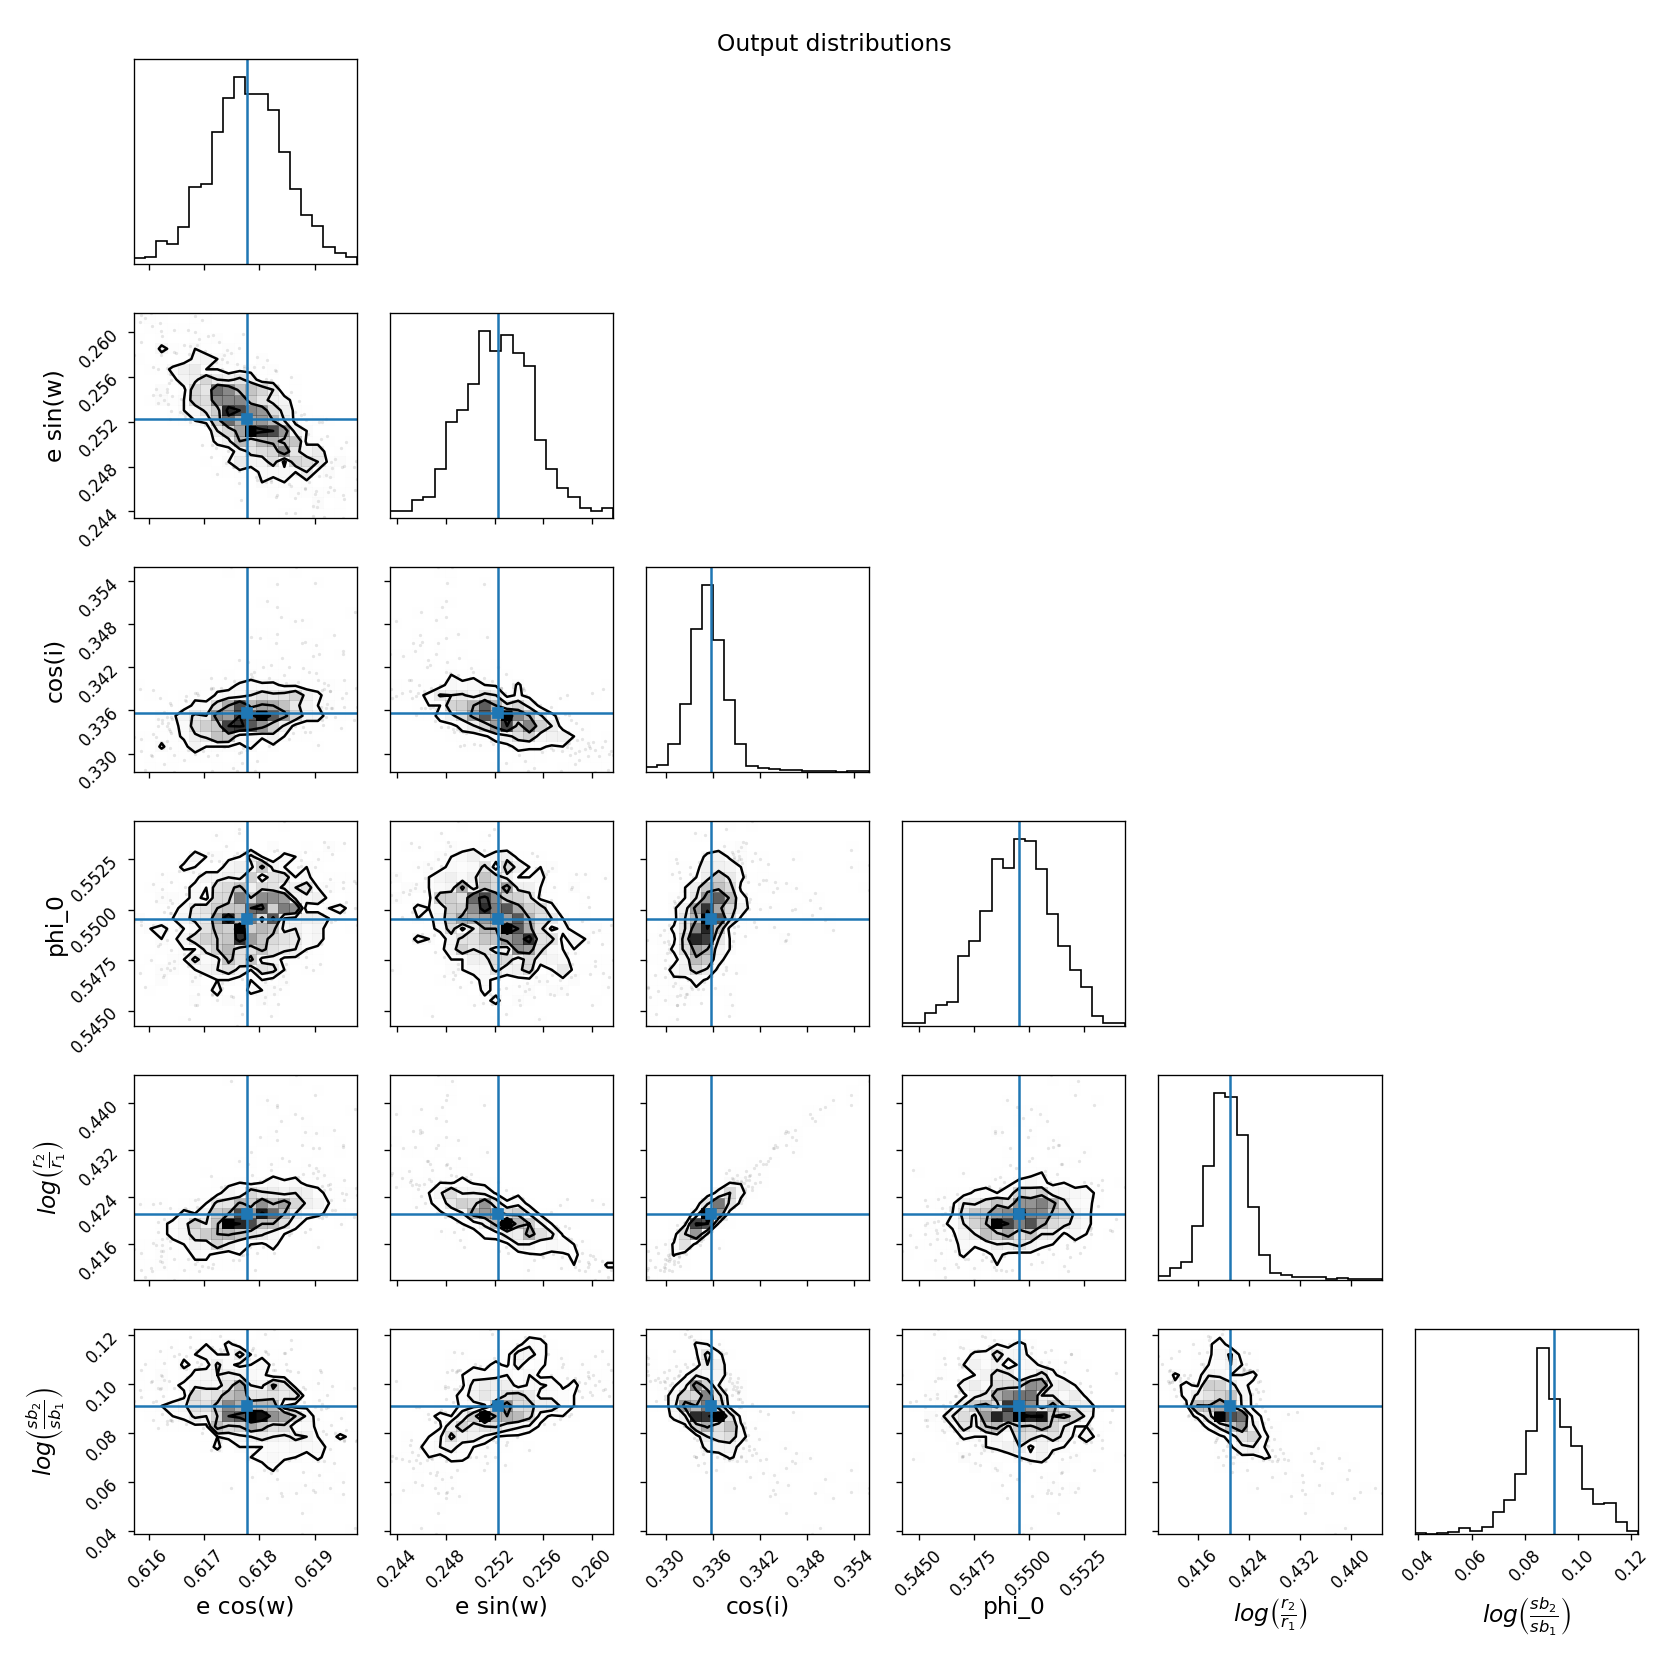 Output distributions
e sin(w)
0.260
0.256
0.252
0.248
0.244
cos(i)
0.354
0.348
0.342
0.336
0.330
phi_0
0.5525
0.5500
0.5475
0.5450
log(r₂/r₁)
0.440
0.432
0.424
0.416
log(sb₂/sb₁)
0.12
0.10
0.08
0.06
0.04
0.616 0.617 0.618 0.619
0.244 0.248 0.252 0.256 0.260
0.330 0.336 0.342 0.348 0.354
0.5450 0.5475 0.5500 0.5525
0.416 0.424 0.432 0.440
0.04 0.06 0.08 0.10 0.12
e cos(w)
e sin(w)
cos(i)
phi_0
log(r₂/r₁)
log(sb₂/sb₁)